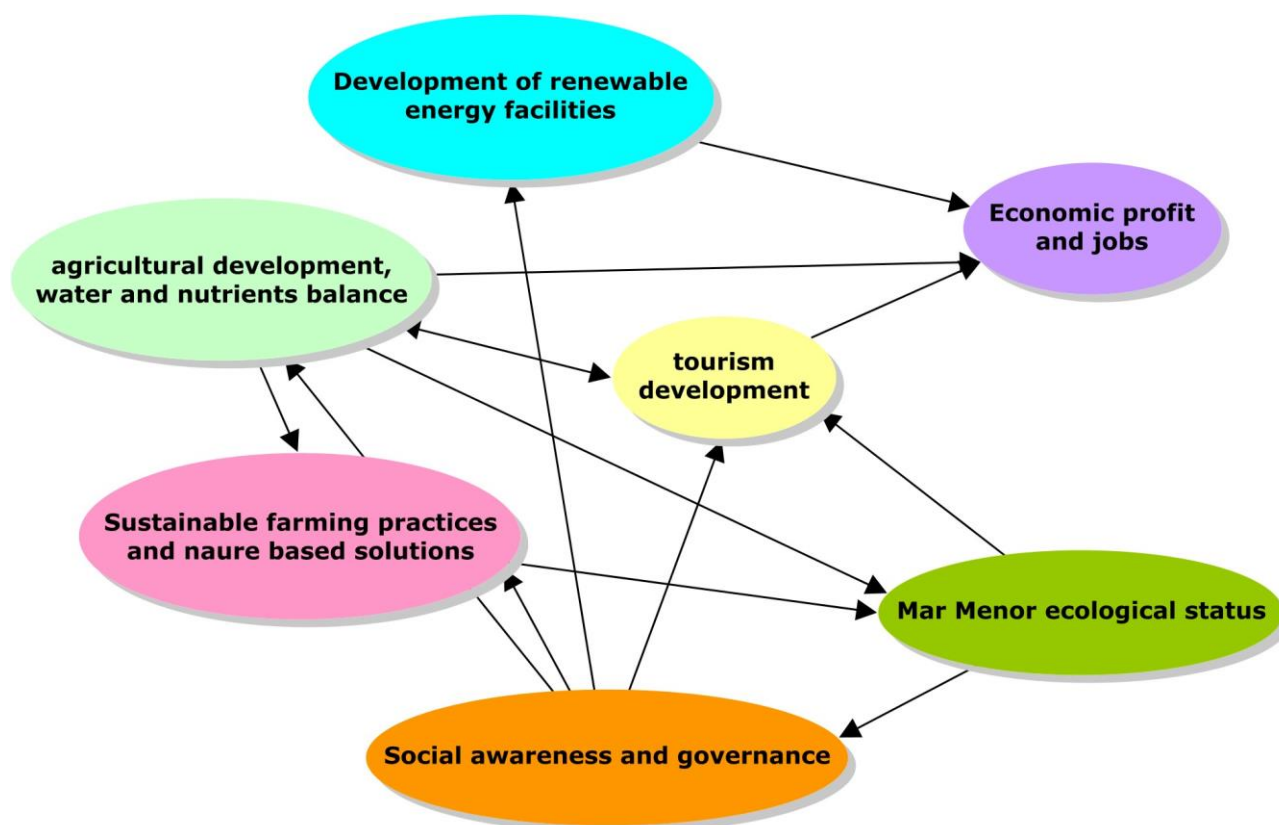 Development of renewable
energy facilities
Economic profit
and jobs
agricultural development,
water and nutrients balance
tourism
development
Sustainable farming practices
and naure based solutions
Mar Menor ecological status
Social awareness and governance